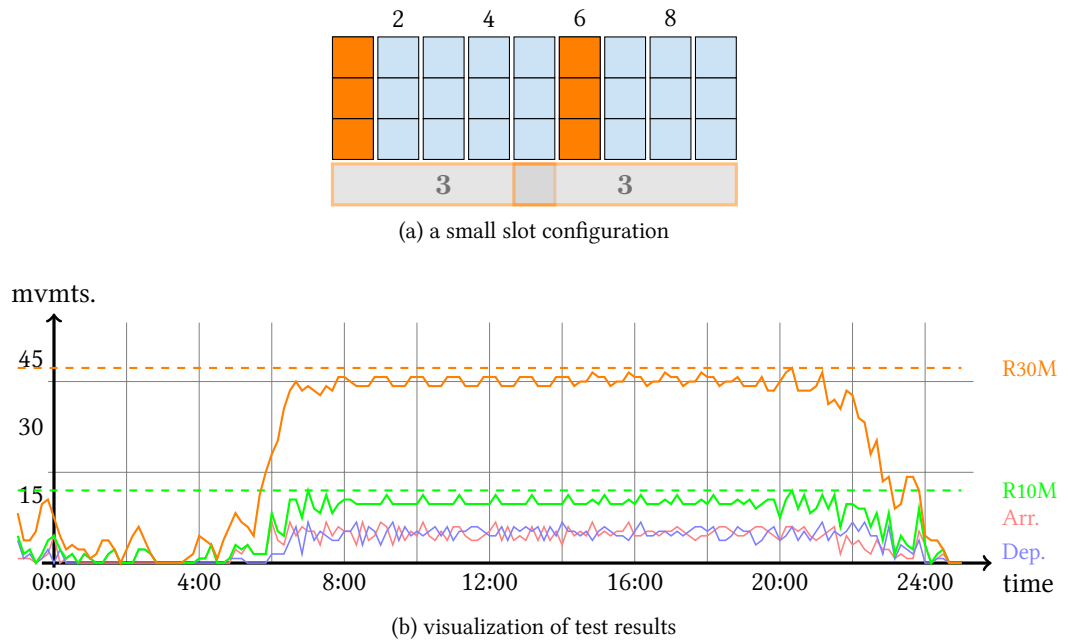 2 4 6 8
3 3
(a) a small slot configuration
mvmts.
45
R30M
30
15
R10M
Arr.
Dep.
0:00 4:00 8:00 12:00 16:00 20:00 24:00
time
(b) visualization of test results